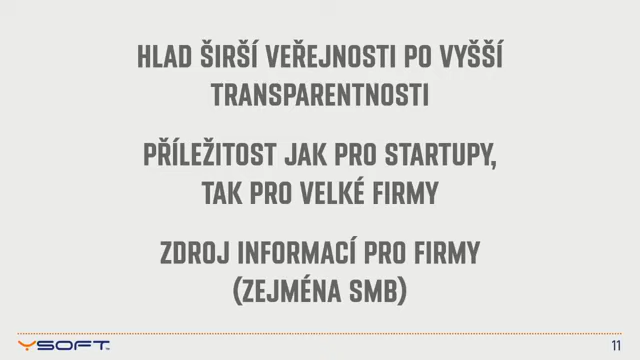 HLAD ŠIRŠÍ VEŘEJNOSTI PO VYŠŠÍ
TRANSPARENTNOSTI
PŘÍLEŽITOST JAK PRO STARTUPY,
TAK PRO VELKÉ FIRMY
ZDROJ INFORMACÍ PRO FIRMY
(ZEJMÉNA SMB)
YSOFT
11